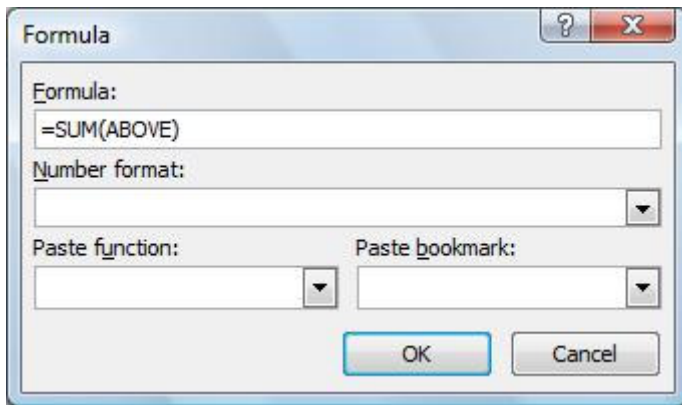 Formula
Formula:
=SUM(ABOVE)
Number format:
Paste function: Paste bookmark:
OK Cancel